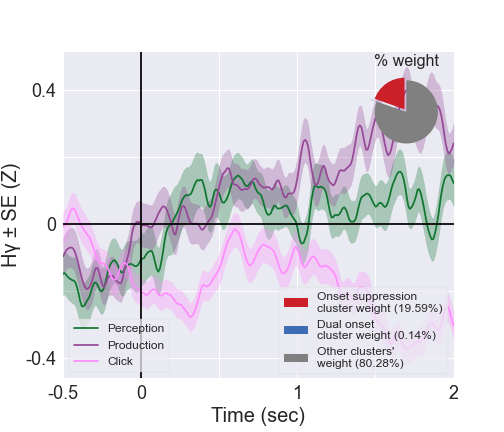 % weight
0.4
0
-0.4
Hγ ± SE (Z)
Perception
Production
Click
Onset suppression
cluster weight (19.59%)
Dual onset
cluster weight (0.14%)
Other clusters'
weight (80.28%)
-0.5
0
1
2
Time (sec)